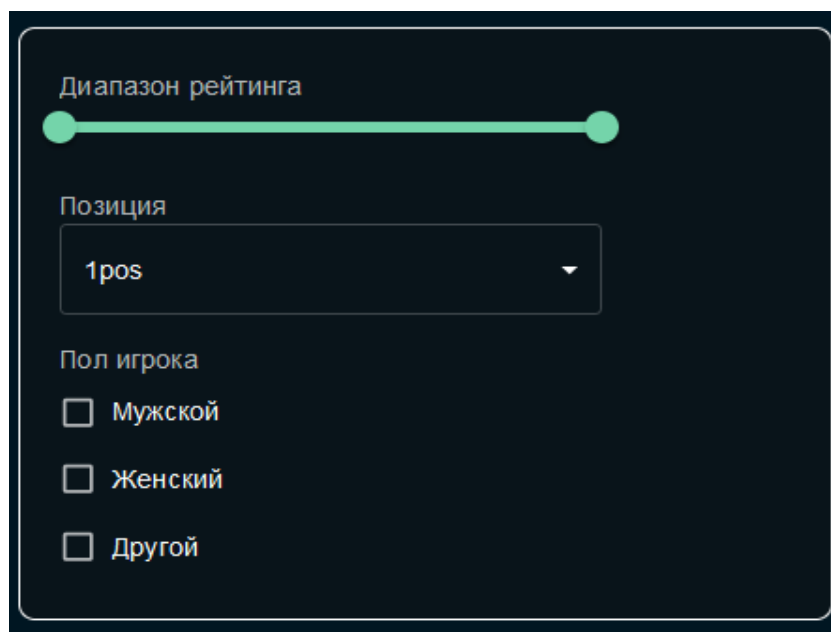 Диапазон рейтинга
Позиция
1pos
Пол игрока
Мужской
Женский
Другой